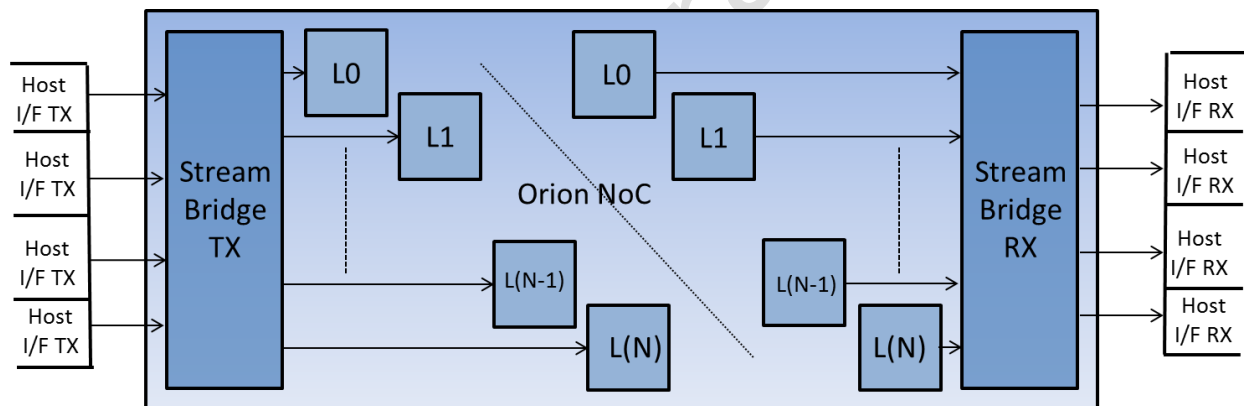 Host
I/F TX
Host
I/F TX
Host
I/F TX
Host
I/F TX
Stream
Bridge
TX
L0
L1
L(N-1)
L(N)
Orion NoC
L0
L1
L(N-1)
L(N)
Stream
Bridge
RX
Host
I/F RX
Host
I/F RX
Host
I/F RX
Host
I/F RX